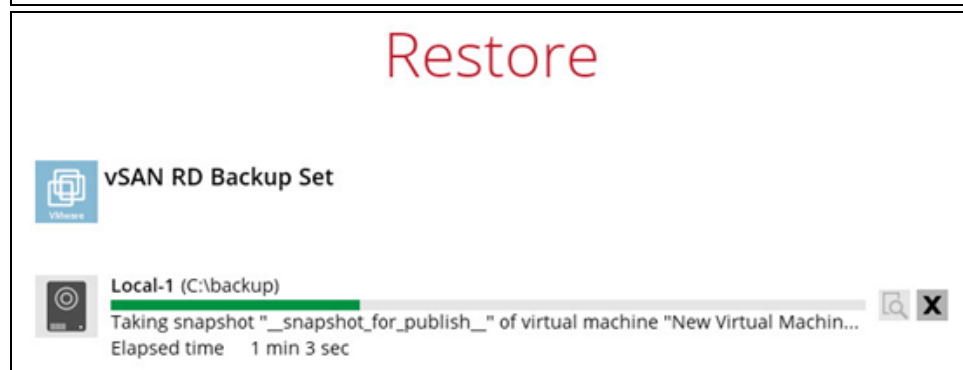 Restore
vSAN RD Backup Set
VMware
Local-1 (C:\backup)
Taking snapshot "__snapshot_for_publish__" of virtual machine "New Virtual Machin...
Elapsed time 1 min 3 sec